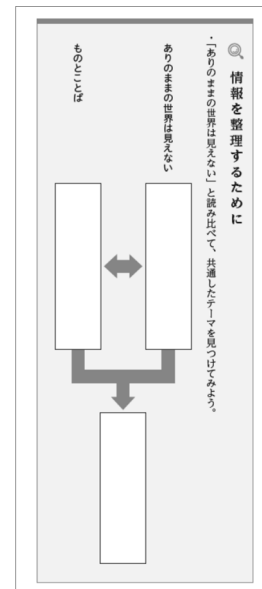 情報を整理するために
・「ありのままの世界は見えない」と読み比べて、共通したテーマを見つけてみよう。
ありのままの世界は見えない
ものとことば